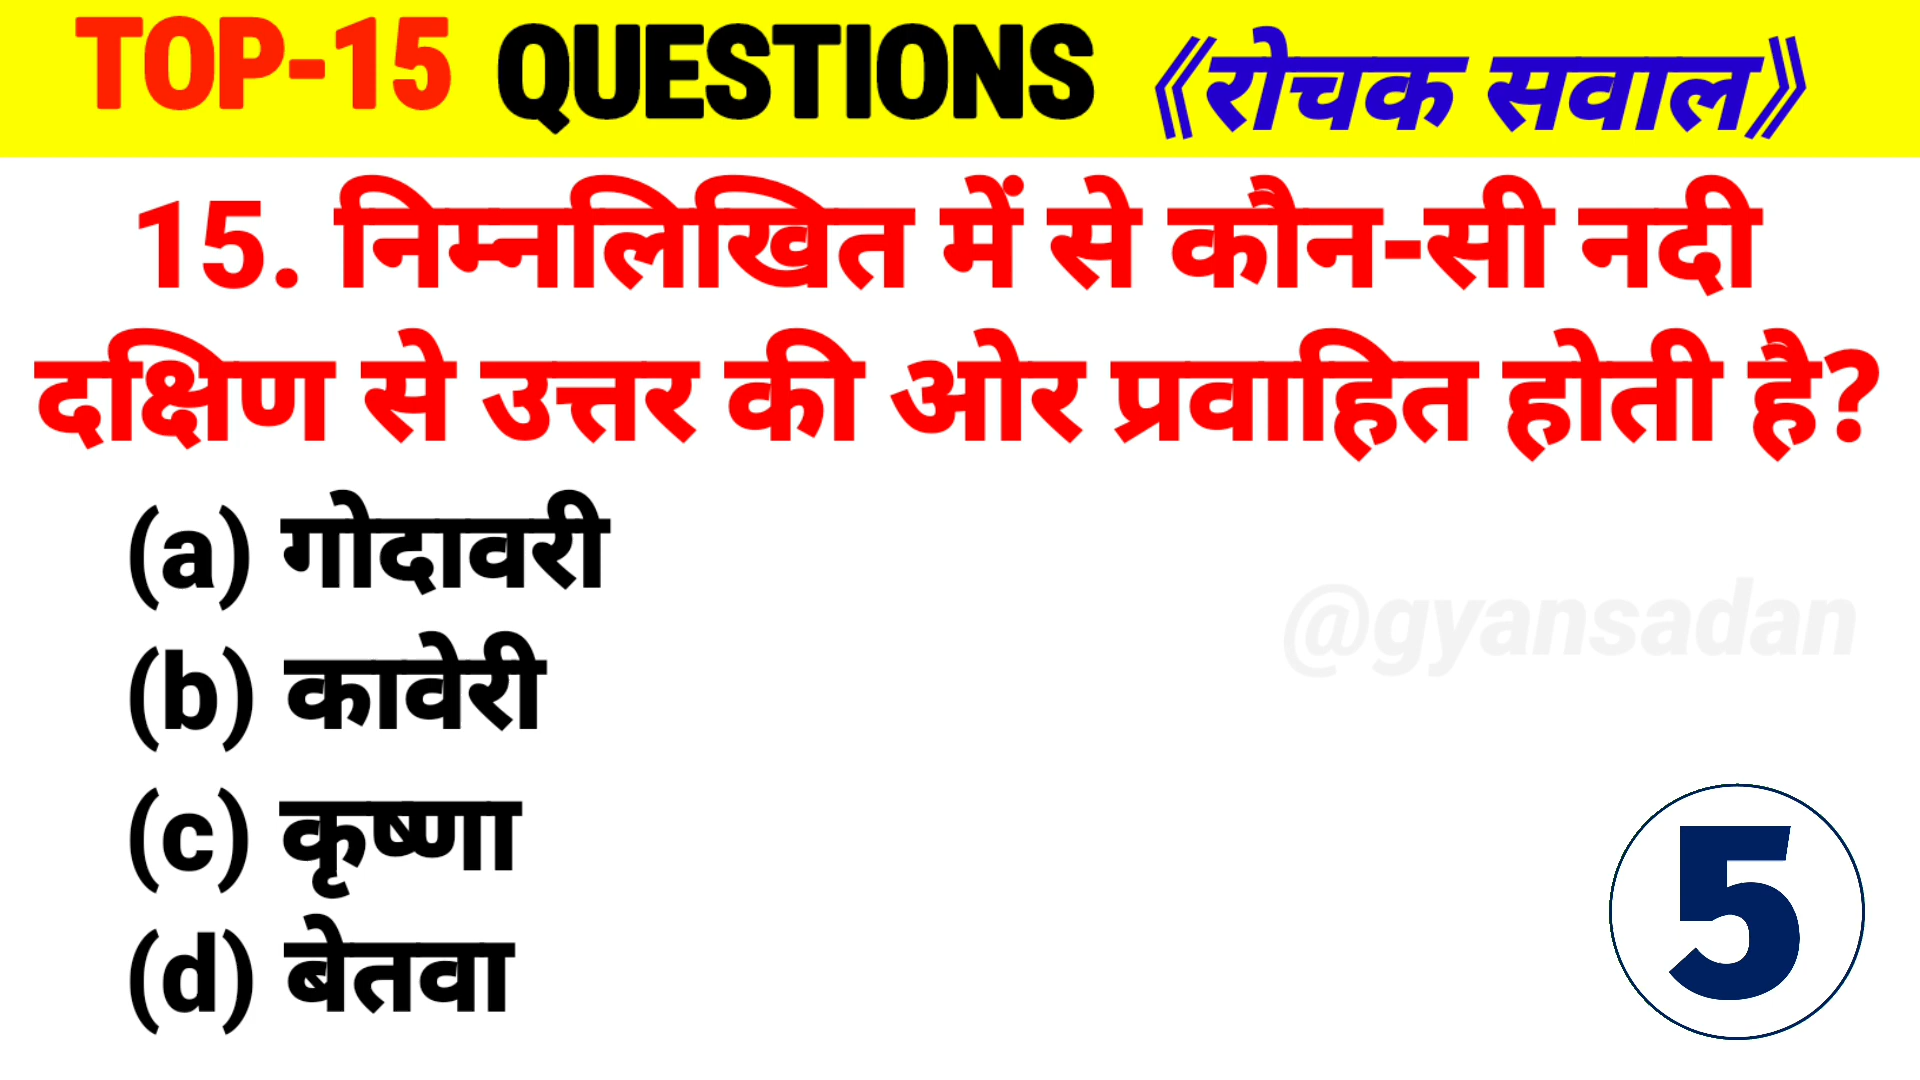 TOP-15 QUESTIONS 《रोचक सवाल》
15. निम्नलिखित में से कौन-सी नदी
दक्षिण से उत्तर की ओर प्रवाहित होती है?
(a) गोदावरी
@gyansadan
(b) कावेरी
(c) कृष्णा
(d) बेतवा
5